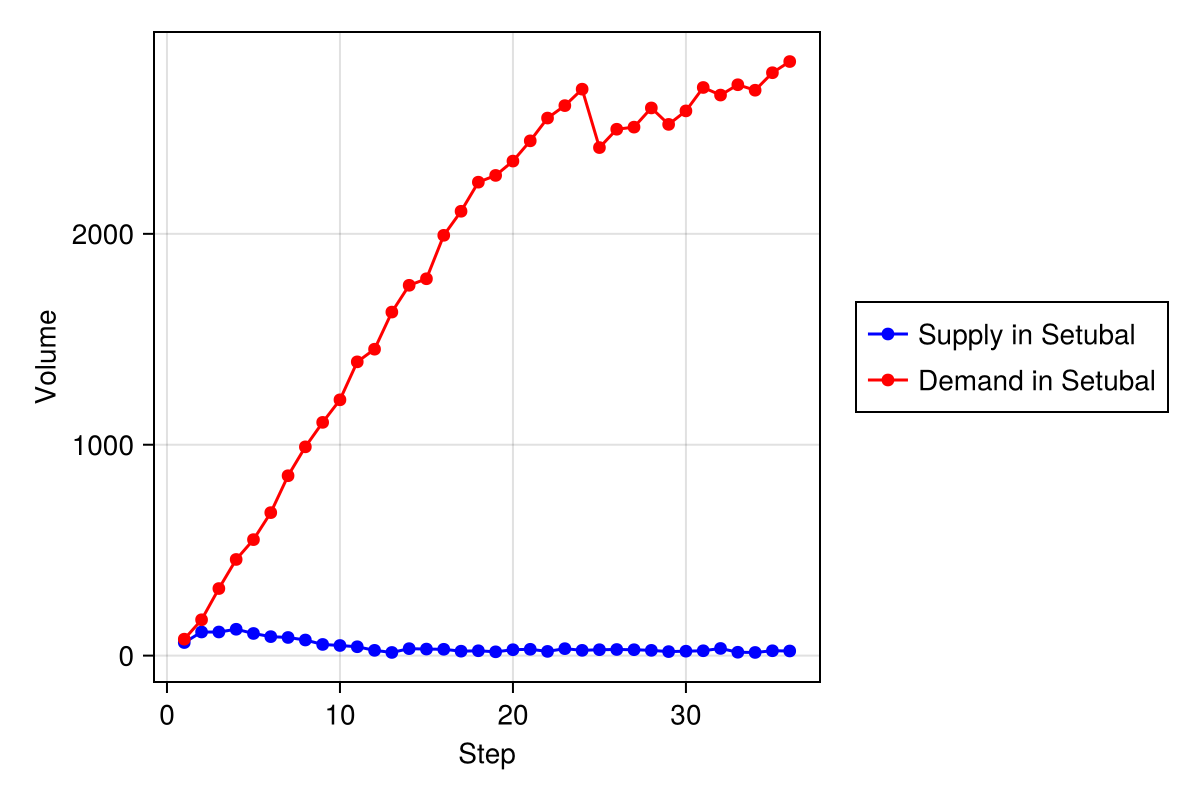 2000
1000
0
Volume
0 10 20 30
Step
Supply in Setubal
Demand in Setubal